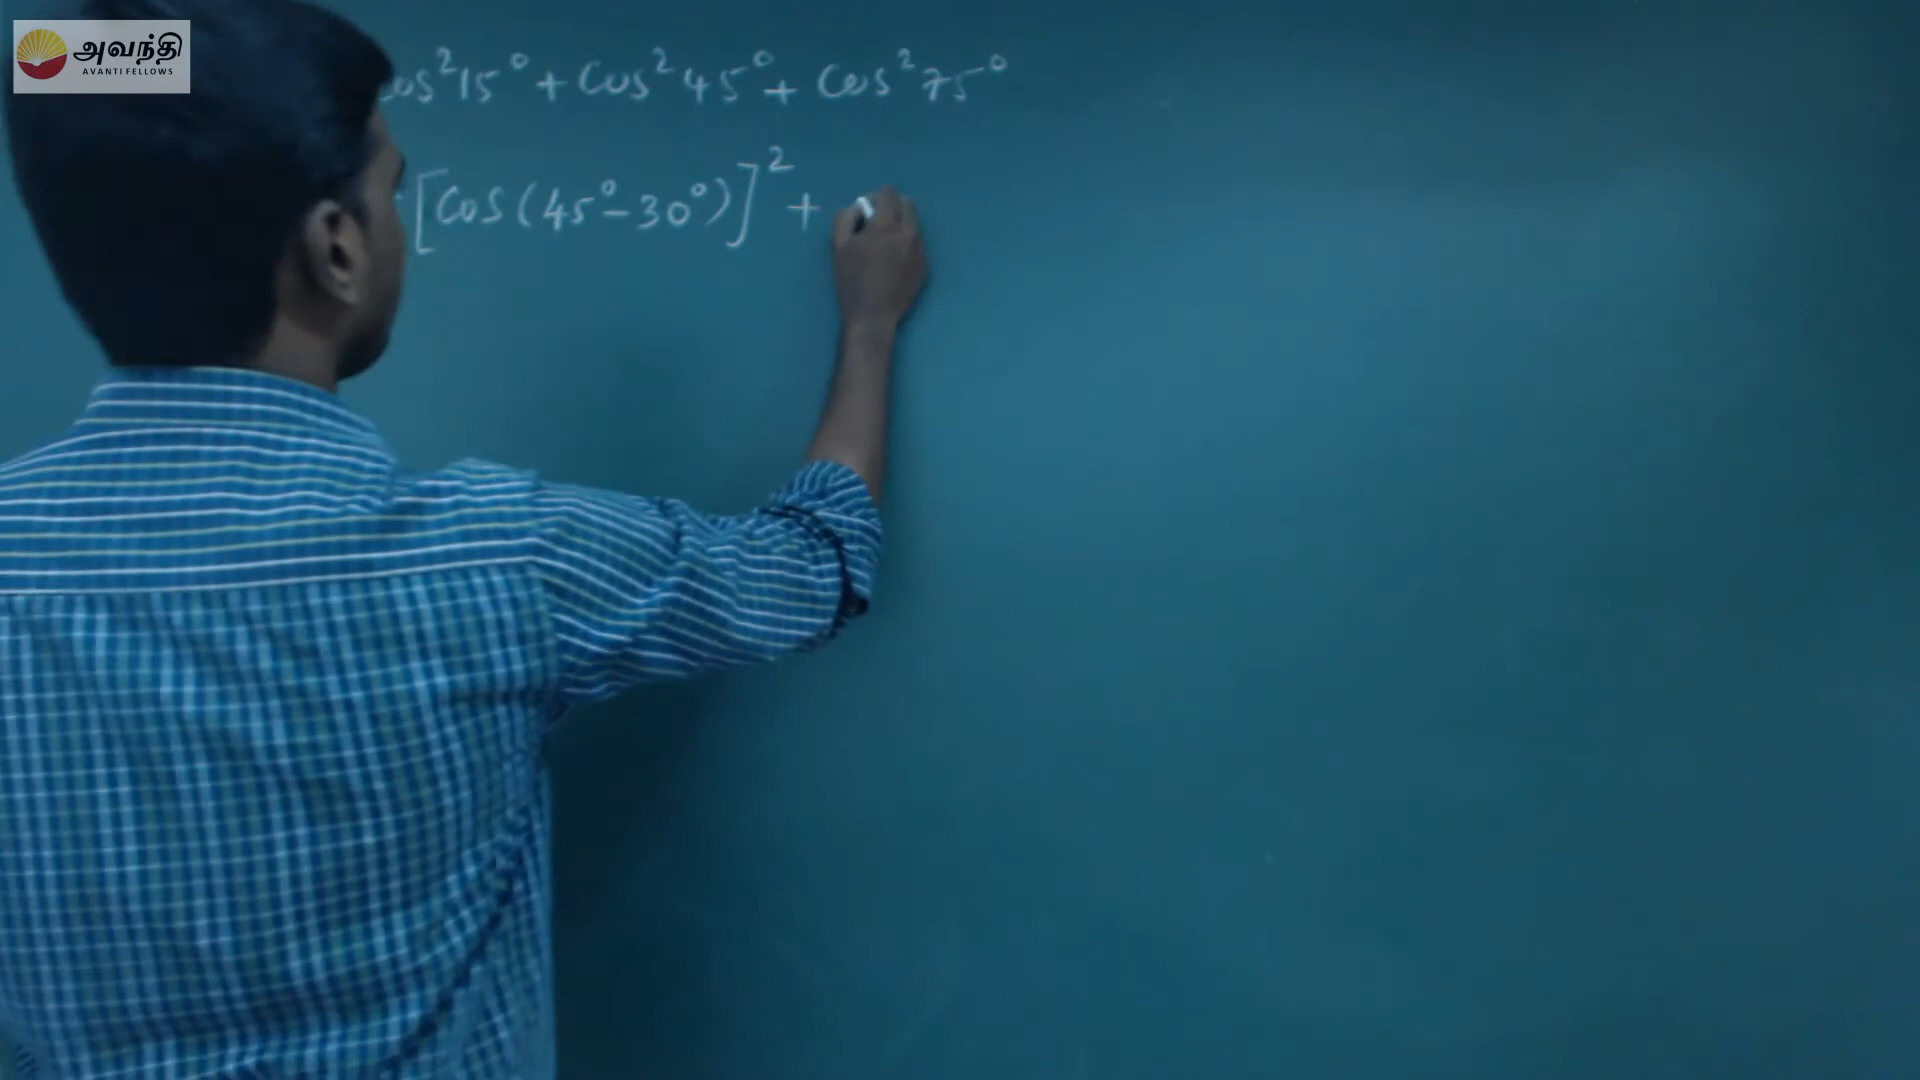 அவந்தி
AVANTI FELLOWS
cos²15° + cos²45° + cos²75°
[cos(45°-30°)]² +